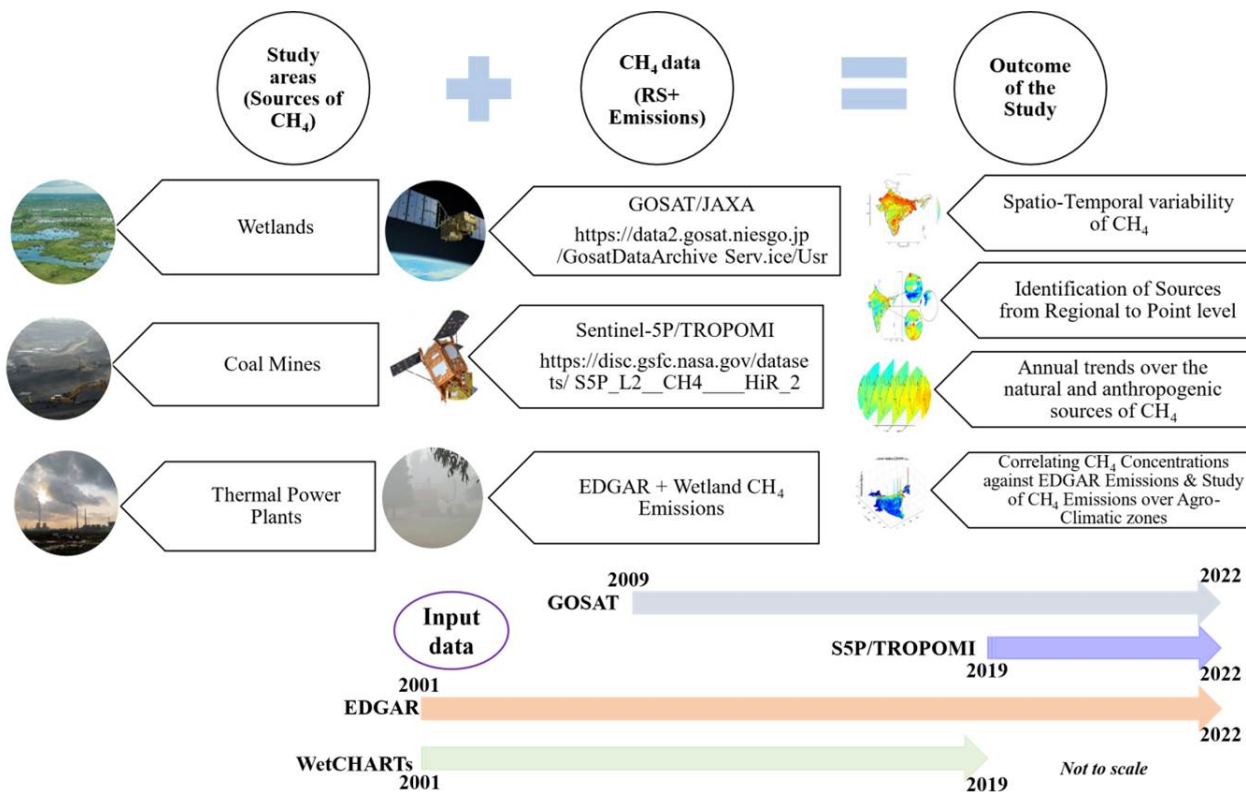 Study
areas
(Sources of
CH₄)
CH₄ data
(RS+
Emissions)
Outcome
of the
Study
Wetlands
GOSAT/JAXA
https://data2.gosat.niesgo.jp
/GosatDataArchive Serv.ice/Usr
Spatio-Temporal variability
of CH₄
Coal Mines
Sentinel-5P/TROPOMI
https://disc.gsfc.nasa.gov/datase
ts/ S5P_L2__CH4____HiR_2
Identification of Sources
from Regional to Point level
Annual trends over the
natural and anthropogenic
sources of CH₄
Thermal Power
Plants
EDGAR + Wetland CH₄
Emissions
Correlating CH₄ Concentrations
against EDGAR Emissions & Study
of CH₄ Emissions over Agro-
Climatic zones
Input
data
2009
2022
GOSAT
S5P/TROPOMI
2019
2022
2001
EDGAR
2022
WetCHARTs
2001
2019
Not to scale